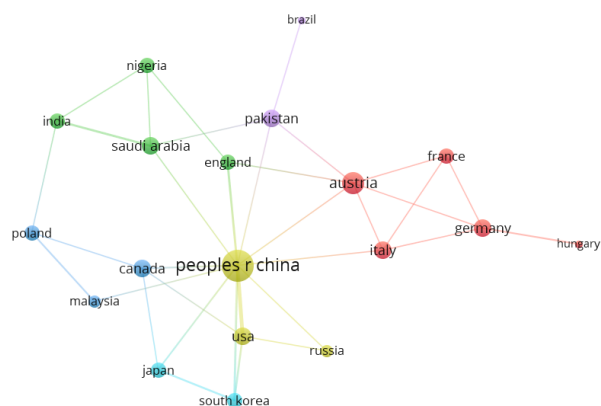 brazil
nigeria
pakistan
india
saudi arabia
england
france
austria
germany
poland
hungary
italy
canada
peoples r china
malaysia
usa
russia
japan
south korea